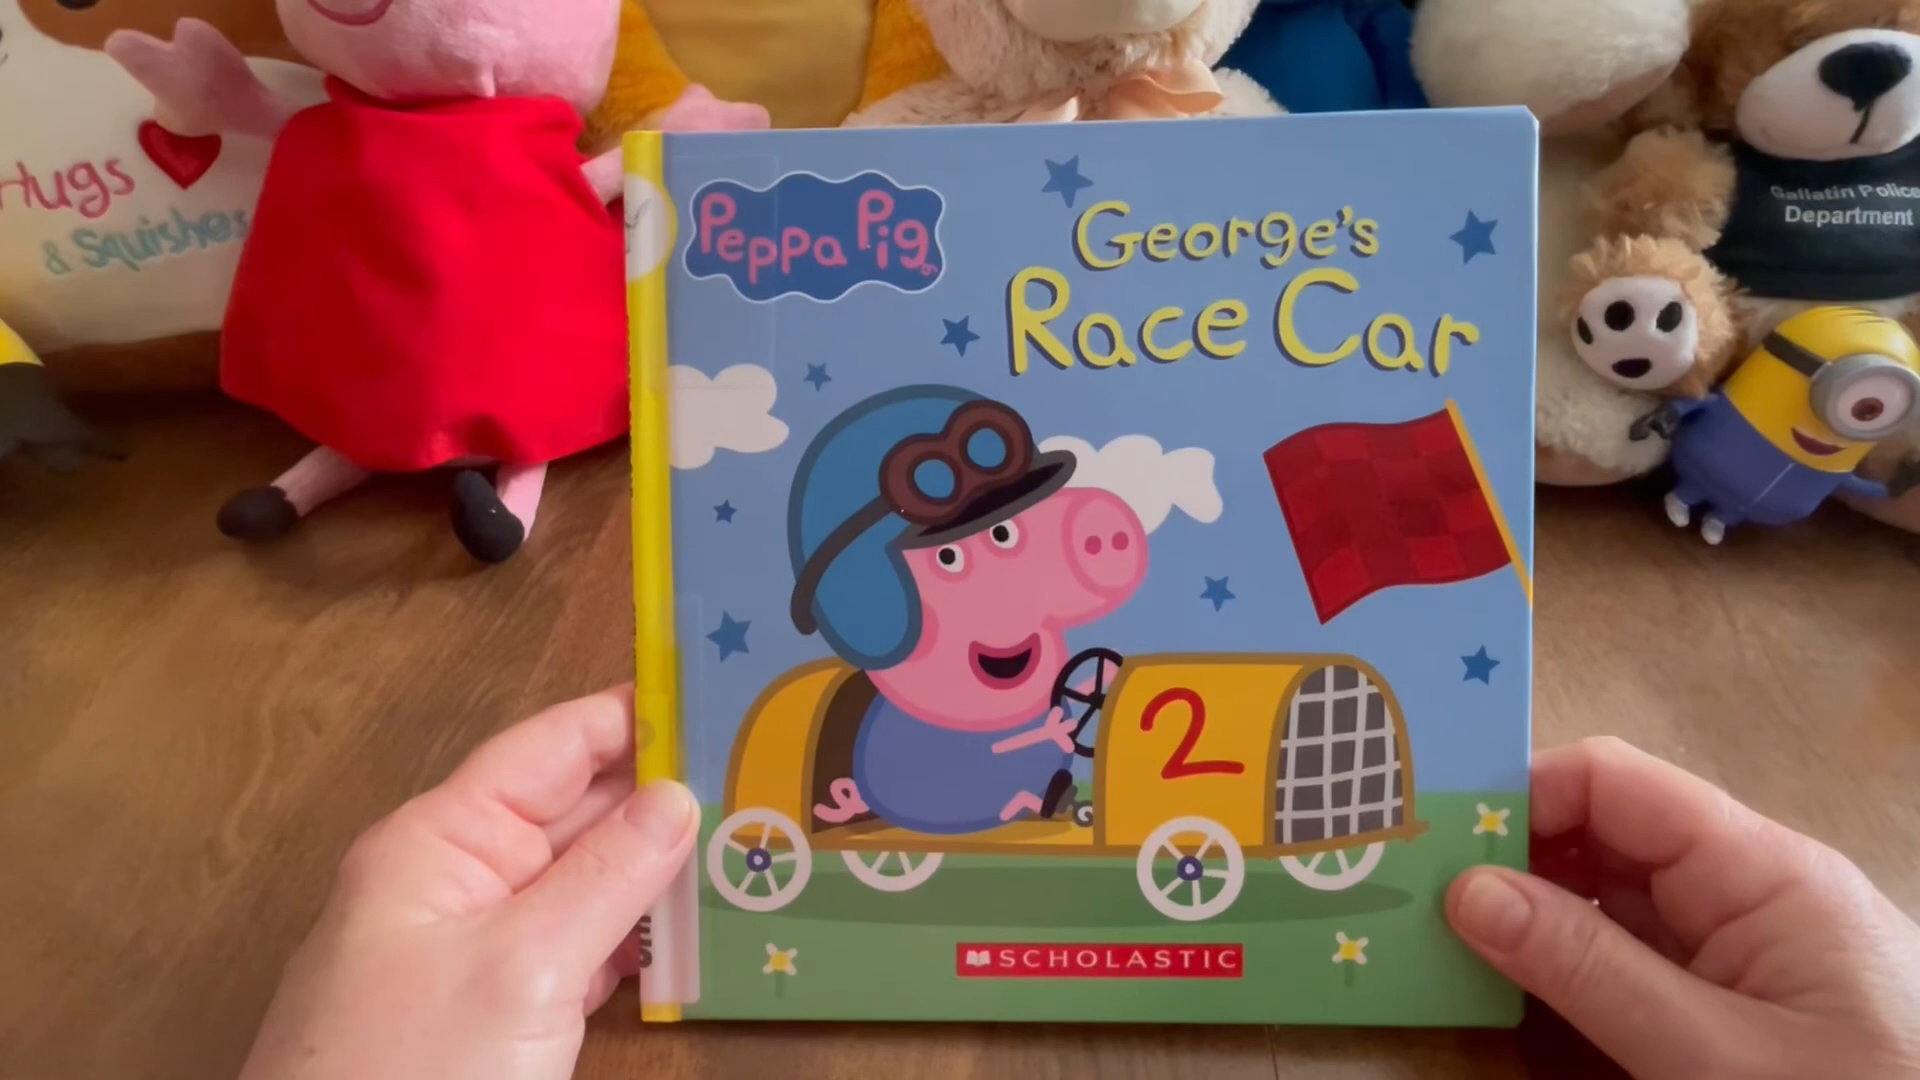 Hugs
& Squishes
Peppa Pig
George's
Race Car
2
SCHOLASTIC
Gallatin Police
Department